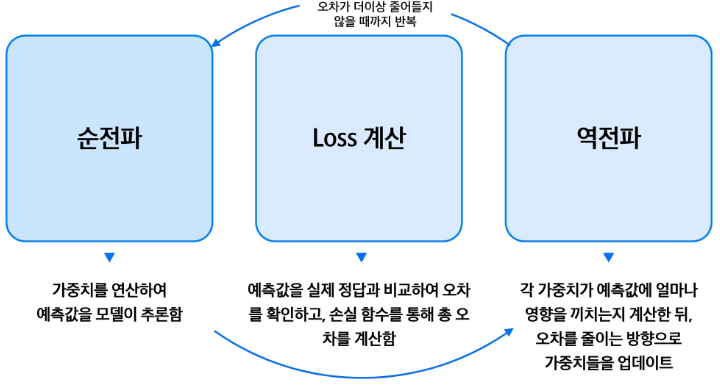 오차가 더이상 줄어들지
않을 때까지 반복
순전파
Loss 계산
역전파
가중치를 연산하여
예측값을 모델이 추론함
예측값을 실제 정답과 비교하여 오차
를 확인하고, 손실 함수를 통해 총 오
차를 계산함
각 가중치가 예측값에 얼마나
영향을 끼치는지 계산한 뒤,
오차를 줄이는 방향으로
가중치들을 업데이트